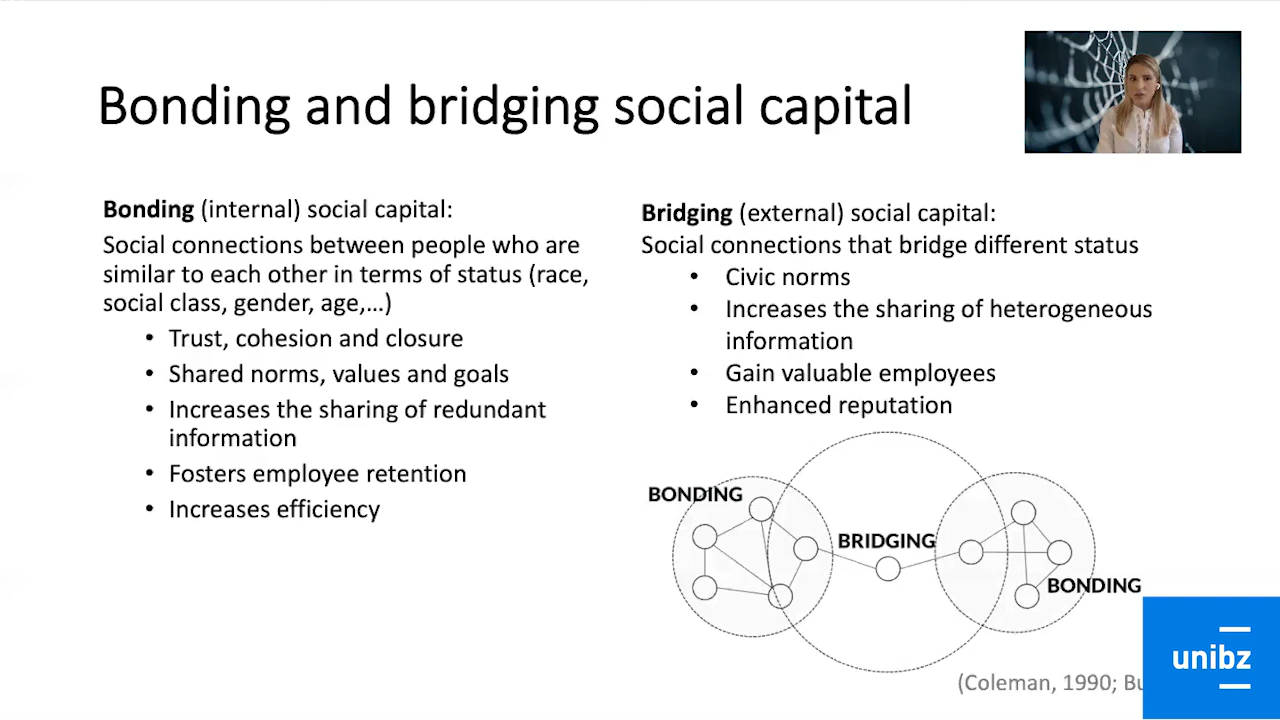 Bonding and bridging social capital
Bonding (internal) social capital:
Social connections between people who are
similar to each other in terms of status (race,
social class, gender, age,…)
• Trust, cohesion and closure
• Shared norms, values and goals
• Increases the sharing of redundant
information
• Fosters employee retention
• Increases efficiency
Bridging (external) social capital:
Social connections that bridge different status
• Civic norms
• Increases the sharing of heterogeneous
information
• Gain valuable employees
• Enhanced reputation
BONDING
BRIDGING
BONDING
(Coleman, 1990;
unibz